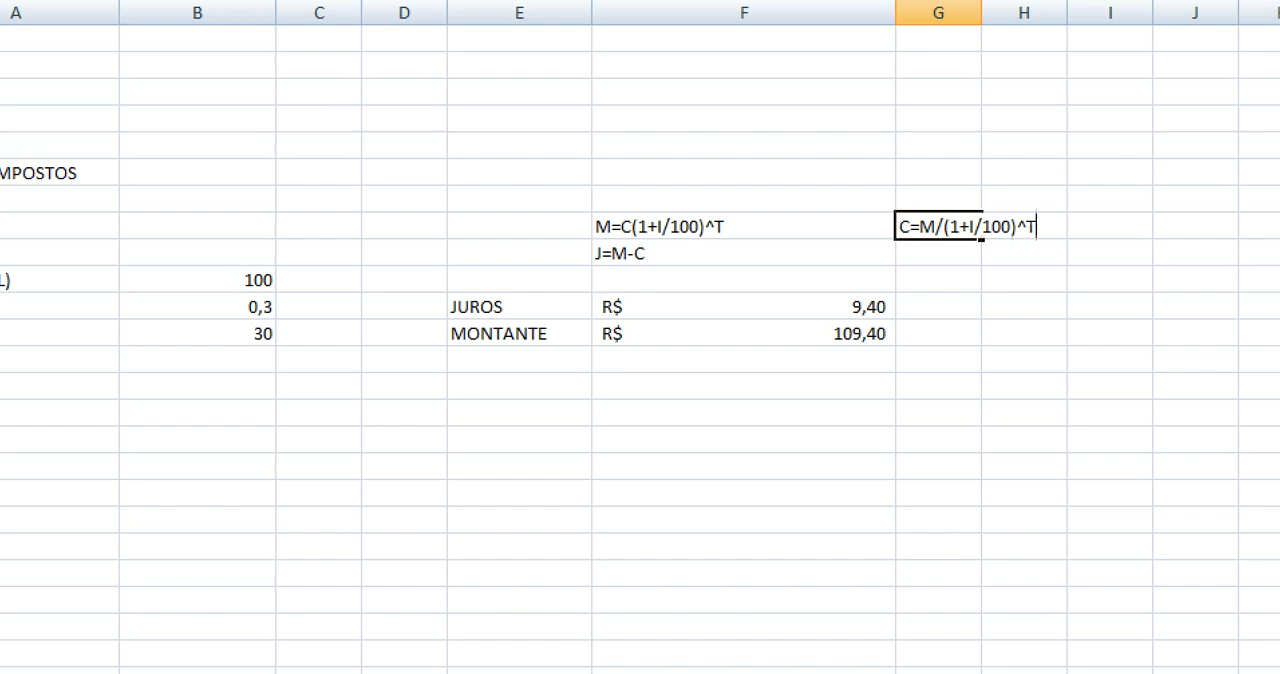 A B C D E F G H I J
MPOSTOS
M=C(1+I/100)^T C=M/(1+I/100)^T
J=M-C
L) 100
0,3 JUROS R$ 9,40
30 MONTANTE R$ 109,40